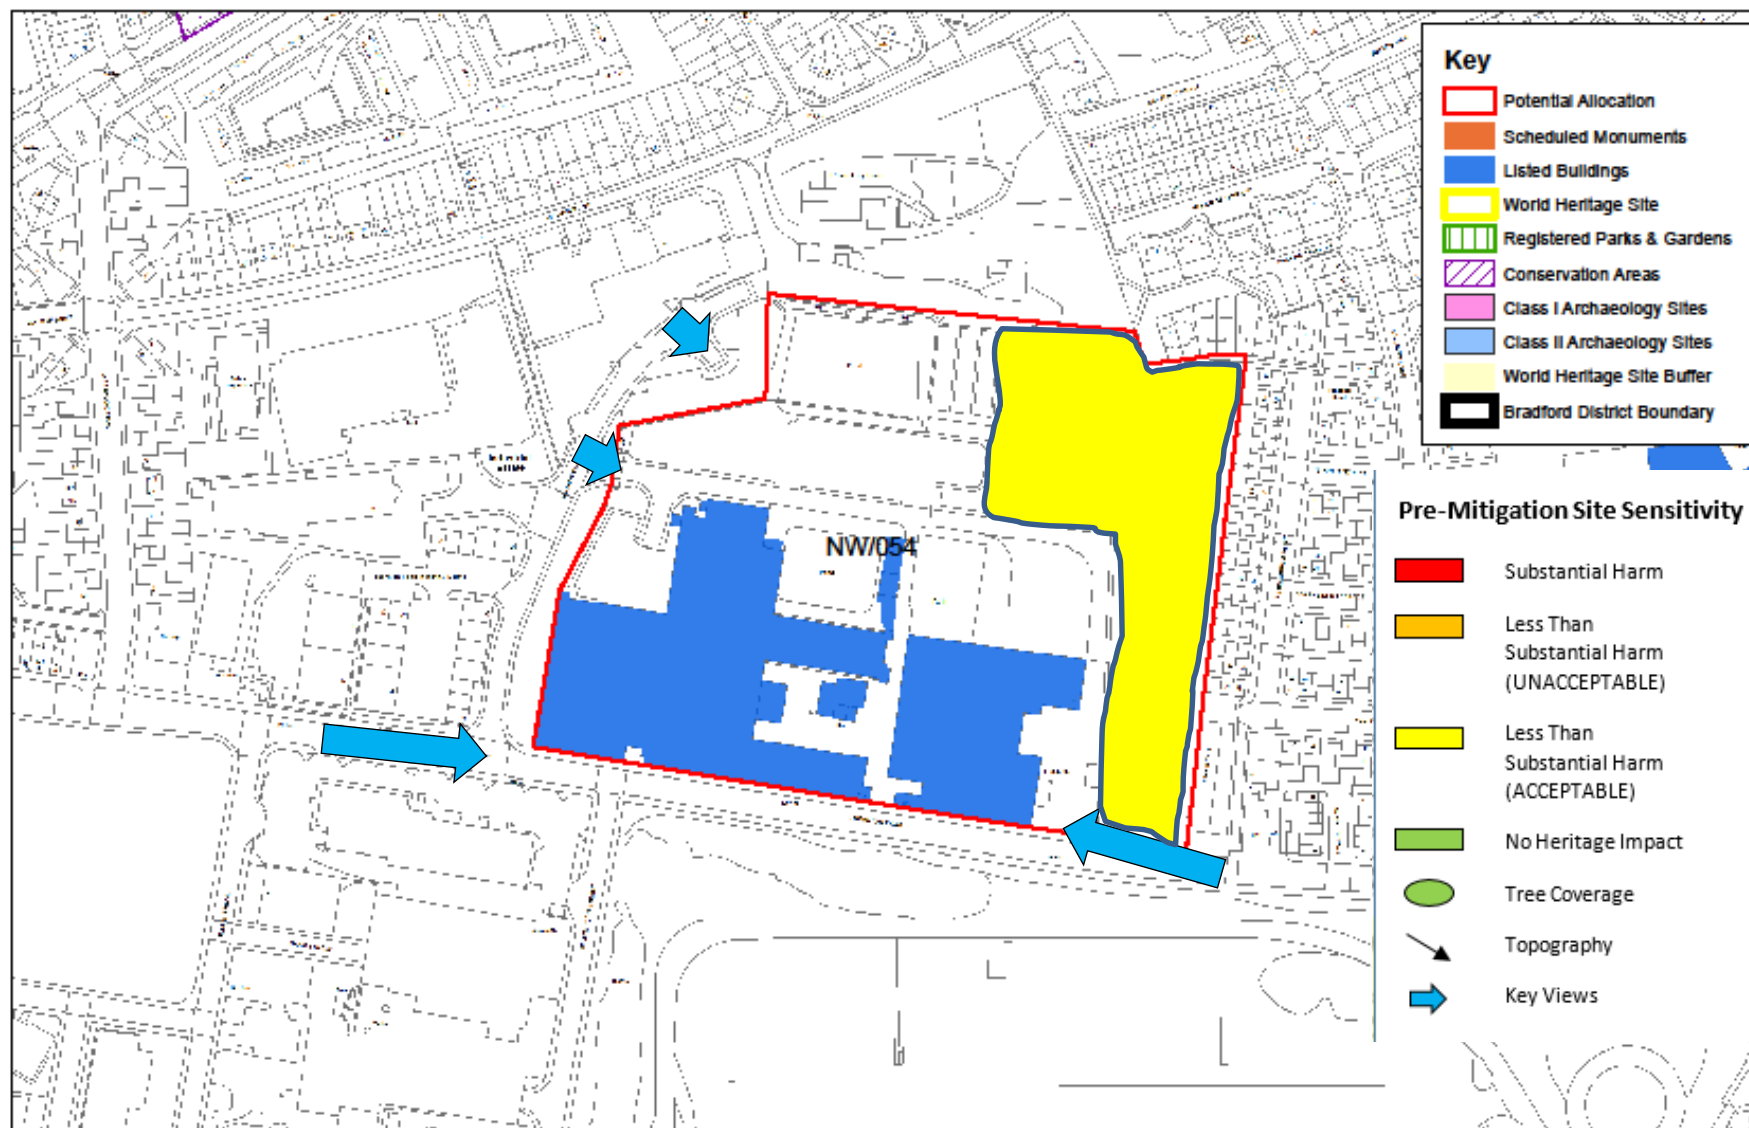 Key
Potential Allocation
Scheduled Monuments
Listed Buildings
World Heritage Site
Registered Parks & Gardens
Conservation Areas
Class I Archaeology Sites
Class II Archaeology Sites
World Heritage Site Buffer
Bradford District Boundary
NW/054
Pre-Mitigation Site Sensitivity
Substantial Harm
Less Than
Substantial Harm
(UNACCEPTABLE)
Less Than
Substantial Harm
(ACCEPTABLE)
No Heritage Impact
Tree Coverage
Topography
Key Views